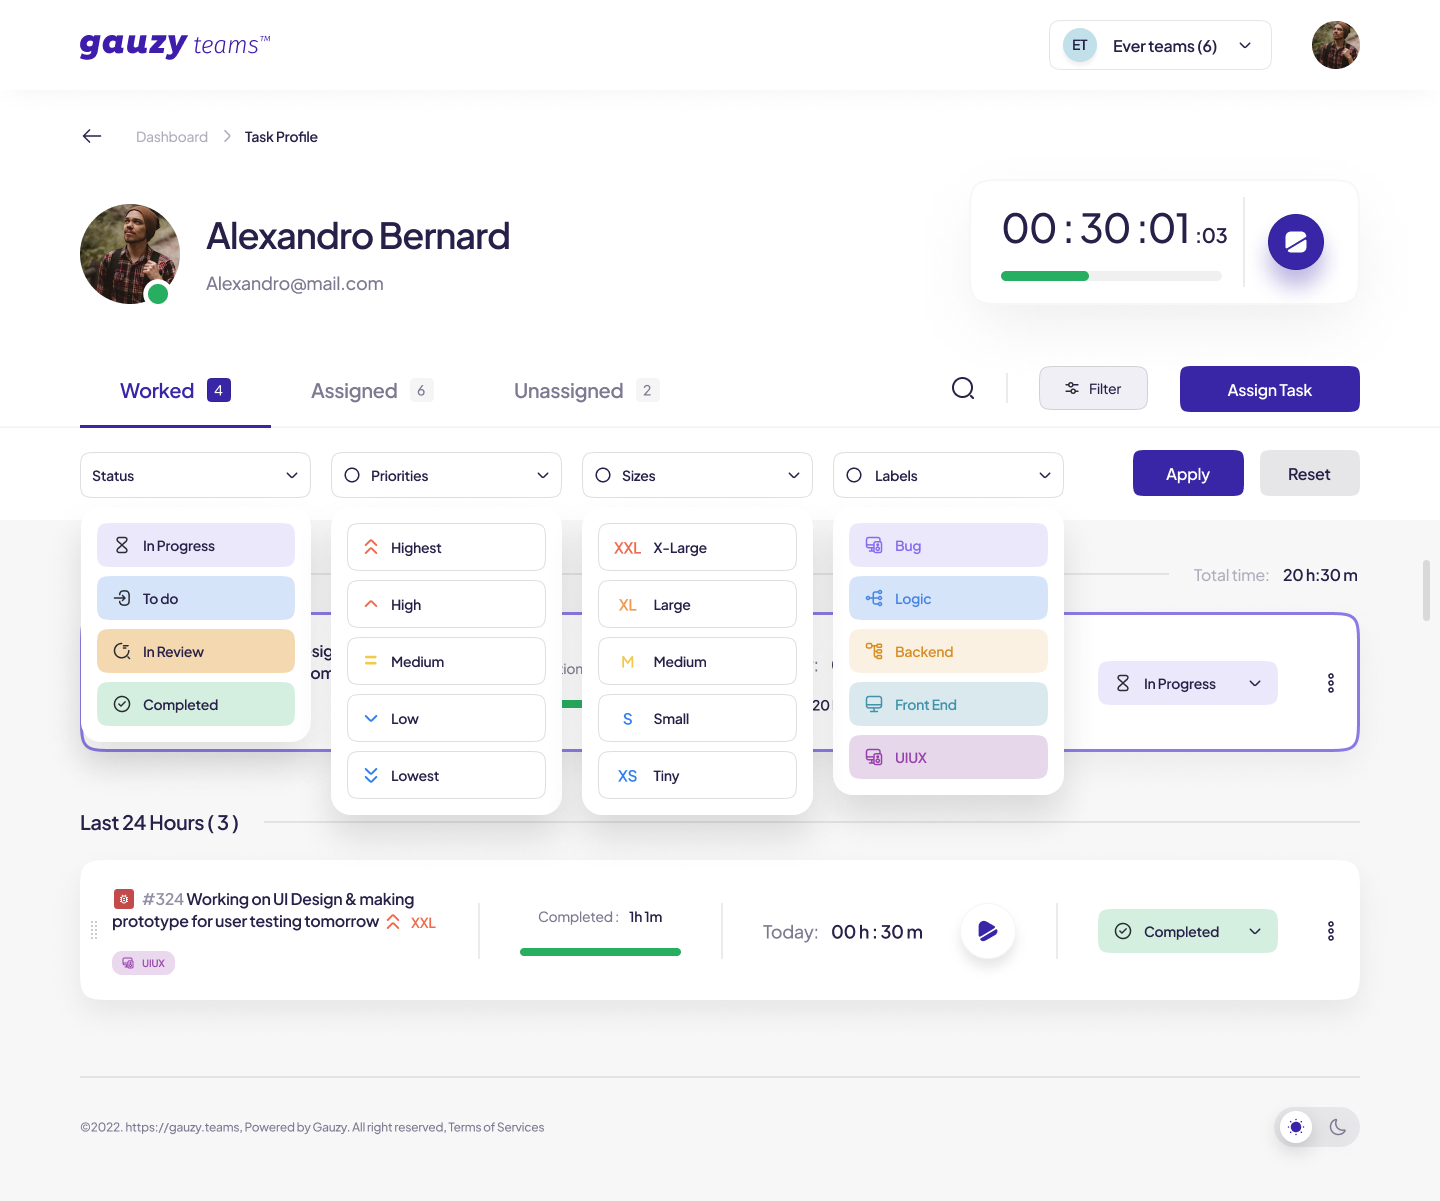 gauzy teams™
ET Ever teams (6)
Dashboard Task Profile
Alexandro Bernard
Alexandro@mail.com
00 : 30 :01 :03
Worked 4 Assigned 6 Unassigned 2
Filter Assign Task
Status Priorities Sizes Labels Apply Reset
In Progress
To do
In Review
Completed
Highest
High
Medium
Low
Lowest
XXL X-Large
XL Large
M Medium
S Small
XS Tiny
Bug
Logic
Backend
Front End
UIUX
Total time: 20 h:30 m
20
In Progress
Last 24 Hours ( 3 )
#324 Working on UI Design & making
prototype for user testing tomorrow XXL
UIUX
Completed : 1h 1m
Today: 00 h : 30 m
Completed
©2022. https://gauzy.teams, Powered by Gauzy. All right reserved, Terms of Services